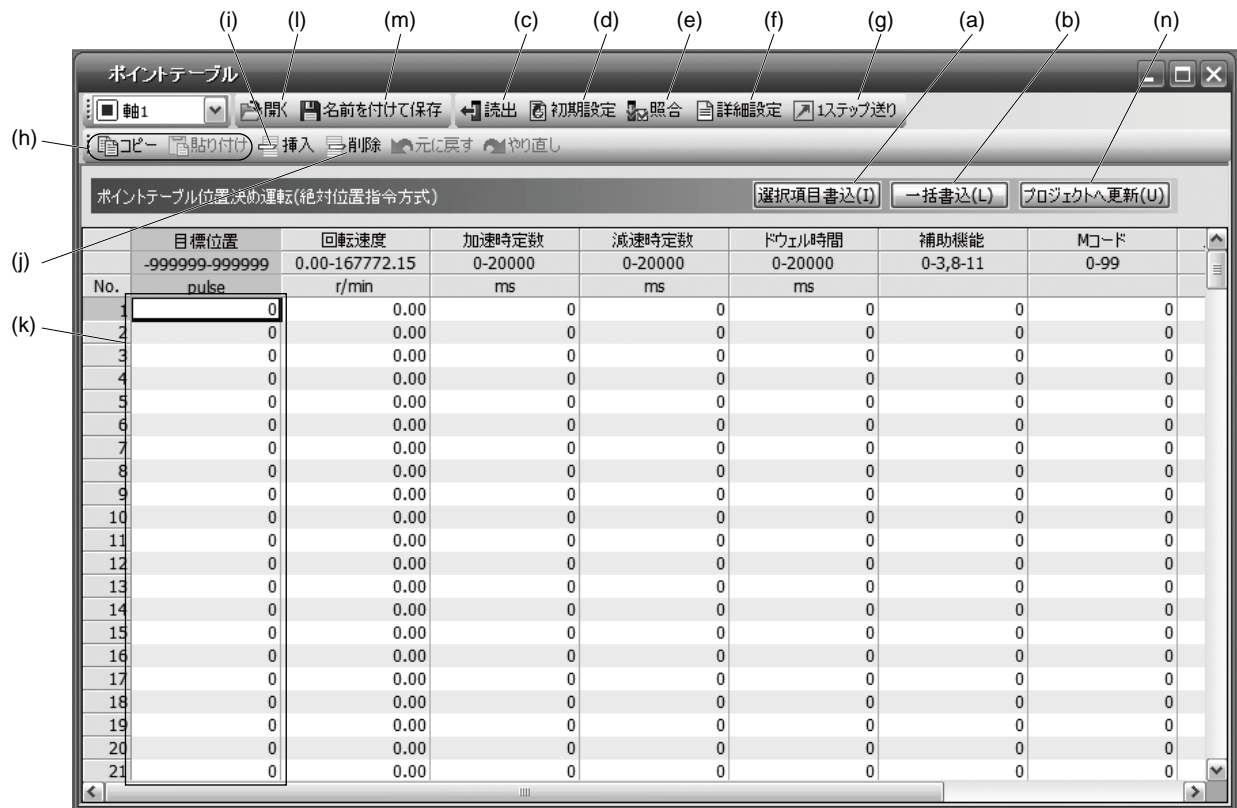 (i) (l) (m) (c) (d) (e) (f) (g) (a) (b) (n)
ポイントテーブル
軸1 開く 名前を付けて保存 読出 初期設定 照合 詳細設定 1ステップ送り
(h) コピー 貼り付け 挿入 削除 元に戻す やり直し
ポイントテーブル位置決め運転(絶対位置指令方式) 選択項目書込(I) 一括書込(L) プロジェクトへ更新(U)
目標位置 回転速度 加速時定数 減速時定数 ドウェル時間 補助機能 Mコード
(j) -999999-999999 0.00-167772.15 0-20000 0-20000 0-20000 0-3,8-11 0-99
No. pulse r/min ms ms ms
1 0 0.00 0 0 0 0 0
(k) 2 0 0.00 0 0 0 0 0
3 0 0.00 0 0 0 0 0
4 0 0.00 0 0 0 0 0
5 0 0.00 0 0 0 0 0
6 0 0.00 0 0 0 0 0
7 0 0.00 0 0 0 0 0
8 0 0.00 0 0 0 0 0
9 0 0.00 0 0 0 0 0
10 0 0.00 0 0 0 0 0
11 0 0.00 0 0 0 0 0
12 0 0.00 0 0 0 0 0
13 0 0.00 0 0 0 0 0
14 0 0.00 0 0 0 0 0
15 0 0.00 0 0 0 0 0
16 0 0.00 0 0 0 0 0
17 0 0.00 0 0 0 0 0
18 0 0.00 0 0 0 0 0
19 0 0.00 0 0 0 0 0
20 0 0.00 0 0 0 0 0
21 0 0.00 0 0 0 0 0